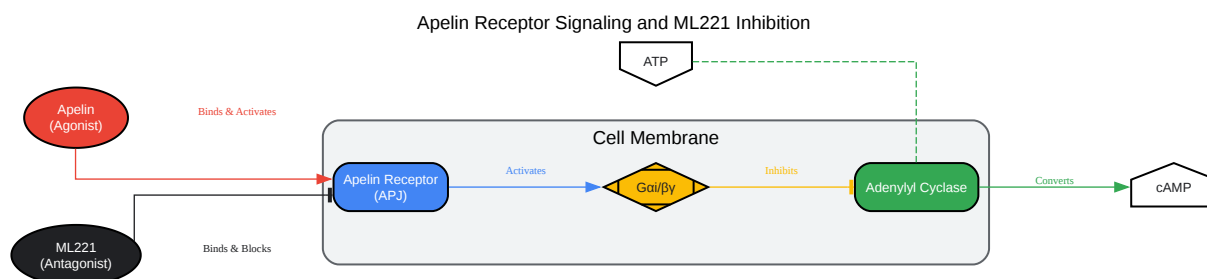 Apelin Receptor Signaling and ML221 Inhibition
ATP
Apelin
(Agonist)
Binds & Activates
Cell Membrane
Apelin Receptor
(APJ)
Activates
Gαi/βγ
Inhibits
Adenylyl Cyclase
Converts
cAMP
ML221
(Antagonist)
Binds & Blocks